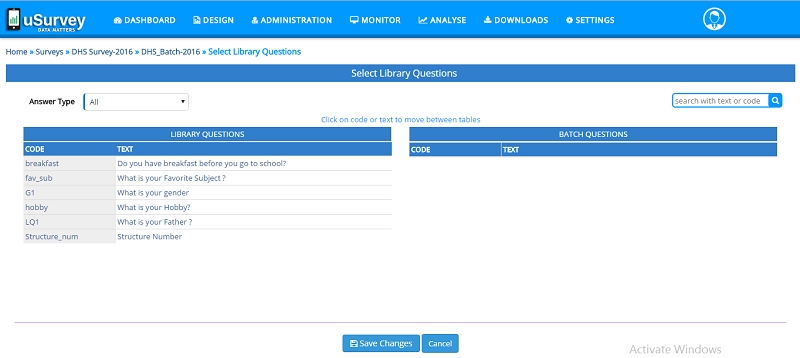 uSurvey DASHBOARD DESIGN ADMINISTRATION MONITOR ANALYSE DOWNLOADS SETTINGS
DATA MATTERS
Home » Surveys » DHS Survey-2016 » DHS_Batch-2016 » Select Library Questions
Select Library Questions
Answer Type All search with text or code
Click on code or text to move between tables
LIBRARY QUESTIONS BATCH QUESTIONS
CODE TEXT CODE TEXT
breakfast Do you have breakfast before you go to school?
fav_sub What is your Favorite Subject ?
G1 What is your gender
hobby What is your Hobby?
LQ1 What is your Father ?
Structure_num Structure Number
Save Changes Cancel
Activate Windows